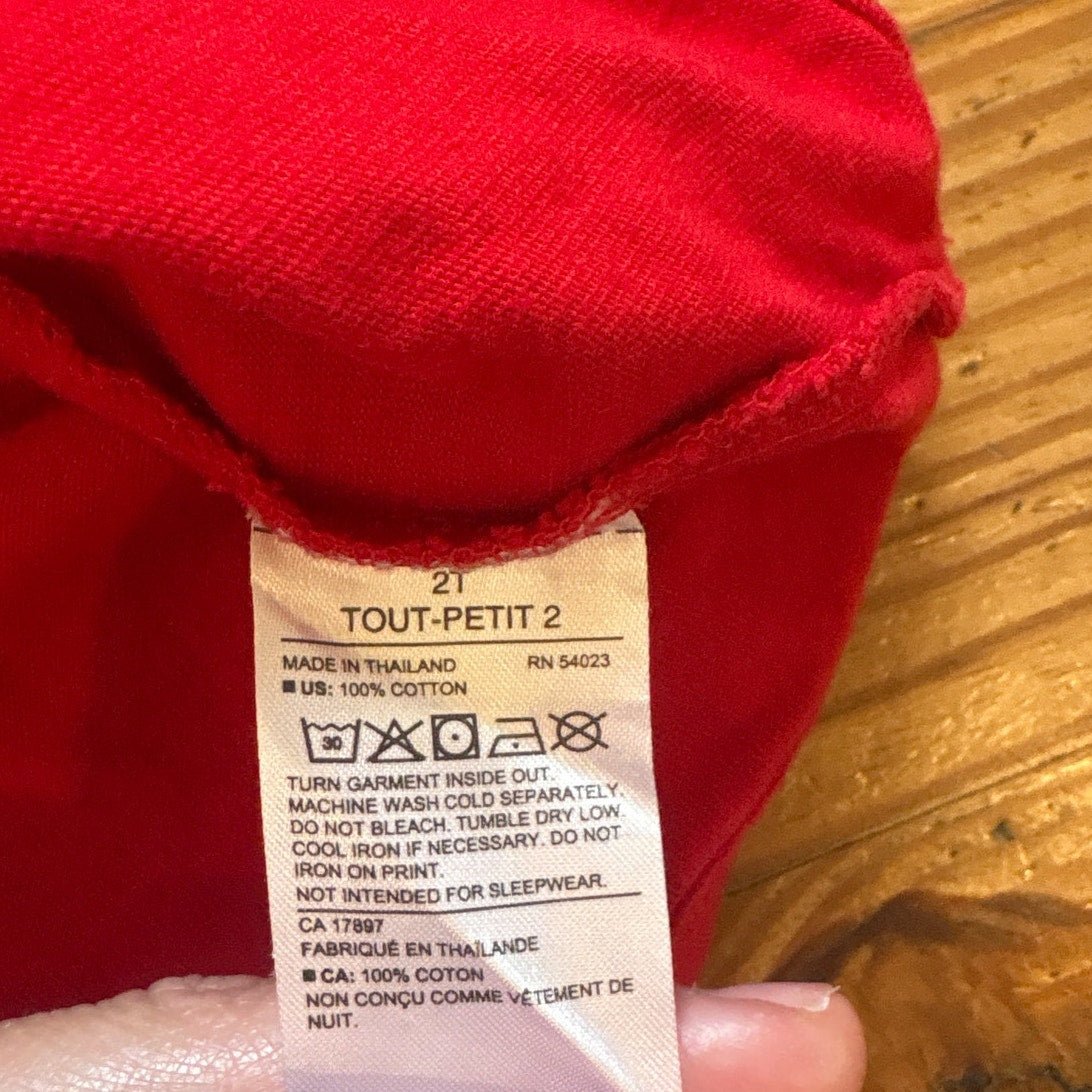 2T
TOUT-PETIT 2
MADE IN THAILAND RN 54023
US: 100% COTTON
30
TURN GARMENT INSIDE OUT.
MACHINE WASH COLD SEPARATELY.
DO NOT BLEACH. TUMBLE DRY LOW.
COOL IRON IF NECESSARY. DO NOT
IRON ON PRINT.
NOT INTENDED FOR SLEEPWEAR.
CA 17897
FABRIQUÉ EN THAÏLANDE
CA: 100% COTON
NON CONÇU COMME VÊTEMENT DE
NUIT.